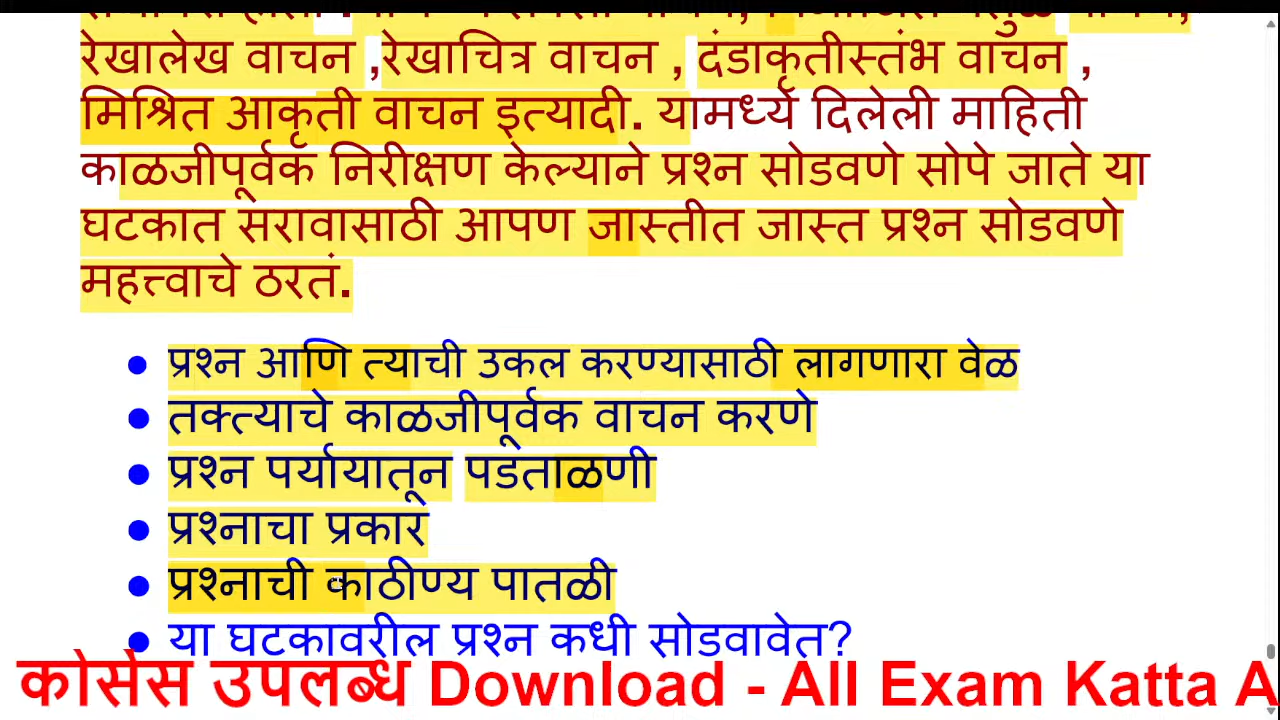 रेखालेख वाचन ,रेखाचित्र वाचन , दंडाकृतीस्तंभ वाचन ,
मिश्रित आकृती वाचन इत्यादी. यामध्ये दिलेली माहिती
काळजीपूर्वक निरीक्षण केल्याने प्रश्न सोडवणे सोपे जाते या
घटकात सरावासाठी आपण जास्तीत जास्त प्रश्न सोडवणे
महत्त्वाचे ठरतं.
● प्रश्न आणि त्याची उकल करण्यासाठी लागणारा वेळ
● तक्त्याचे काळजीपूर्वक वाचन करणे
● प्रश्न पर्यायातून पडताळणी
● प्रश्नाचा प्रकार
● प्रश्नाची काठीण्य पातळी
● या घटकावरील प्रश्न कधी सोडवावेत?
कोर्सेस उपलब्ध Download - All Exam Katta A